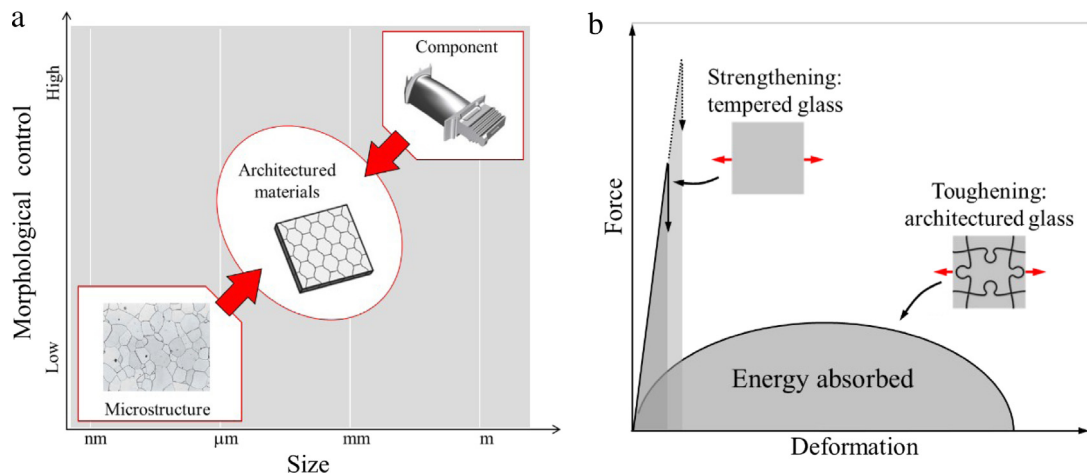 a
Morphological control
High
Low
Component
Architectured
materials
Microstructure
nm
μm
mm
m
Size
b
Force
Strengthening:
tempered glass
Toughening:
architectured glass
Energy absorbed
Deformation